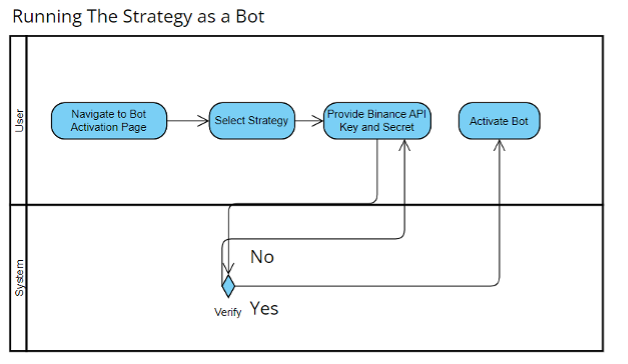 Running The Strategy as a Bot
User
Navigate to Bot
Activation Page
Select Strategy
Provide Binance API
Key and Secret
Activate Bot
System
No
Verify
Yes